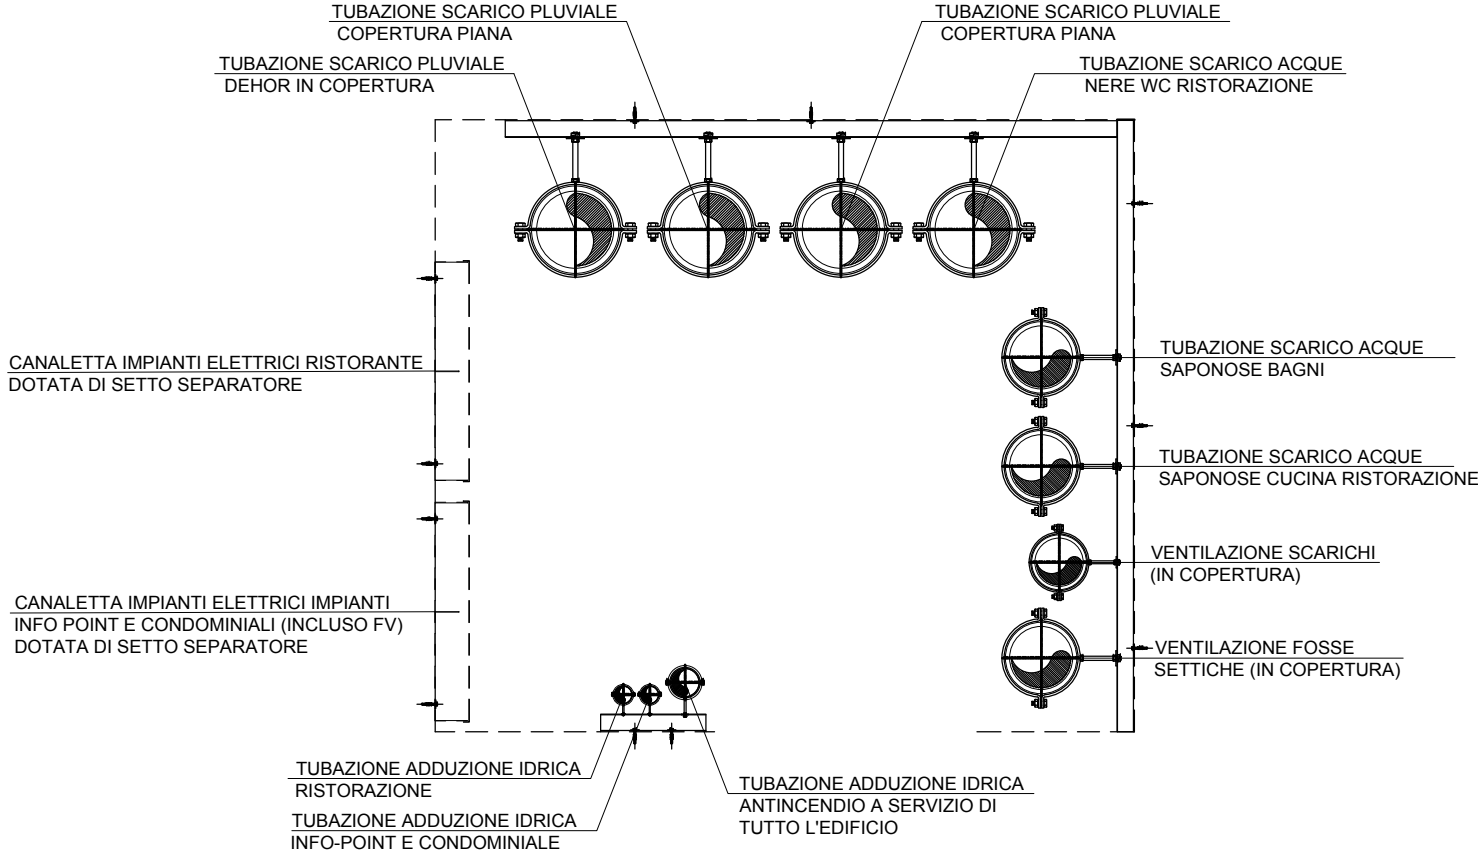 TUBAZIONE SCARICO PLUVIALE
COPERTURA PIANA
TUBAZIONE SCARICO PLUVIALE
COPERTURA PIANA
TUBAZIONE SCARICO PLUVIALE
DEHOR IN COPERTURA
TUBAZIONE SCARICO ACQUE
NERE WC RISTORAZIONE
CANALETTA IMPIANTI ELETTRICI RISTORANTE
DOTATA DI SETTO SEPARATORE
TUBAZIONE SCARICO ACQUE
SAPONOSE BAGNI
TUBAZIONE SCARICO ACQUE
SAPONOSE CUCINA RISTORAZIONE
VENTILAZIONE SCARICHI
(IN COPERTURA)
CANALETTA IMPIANTI ELETTRICI IMPIANTI
INFO POINT E CONDOMINIALI (INCLUSO FV)
DOTATA DI SETTO SEPARATORE
VENTILAZIONE FOSSE
SETTICHE (IN COPERTURA)
TUBAZIONE ADDUZIONE IDRICA
RISTORAZIONE
TUBAZIONE ADDUZIONE IDRICA
INFO-POINT E CONDOMINIALE
TUBAZIONE ADDUZIONE IDRICA
ANTINCENDIO A SERVIZIO DI
TUTTO L'EDIFICIO